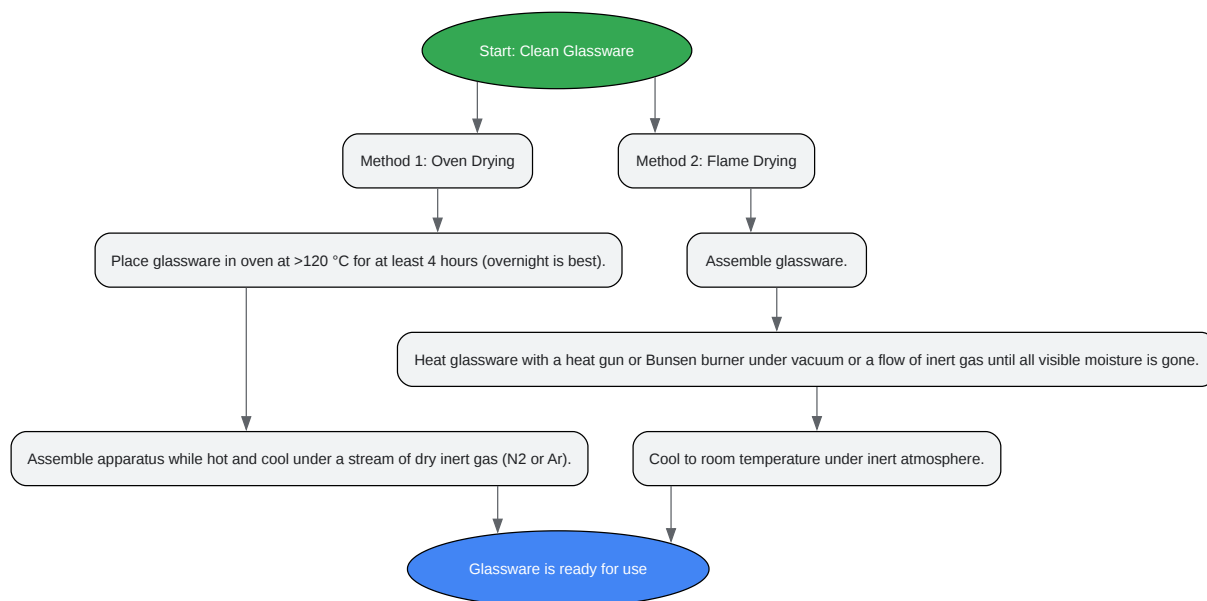 Start: Clean Glassware
Method 1: Oven Drying
Method 2: Flame Drying
Place glassware in oven at >120 °C for at least 4 hours (overnight is best).
Assemble glassware.
Heat glassware with a heat gun or Bunsen burner under vacuum or a flow of inert gas until all visible moisture is gone.
Assemble apparatus while hot and cool under a stream of dry inert gas (N2 or Ar).
Cool to room temperature under inert atmosphere.
Glassware is ready for use